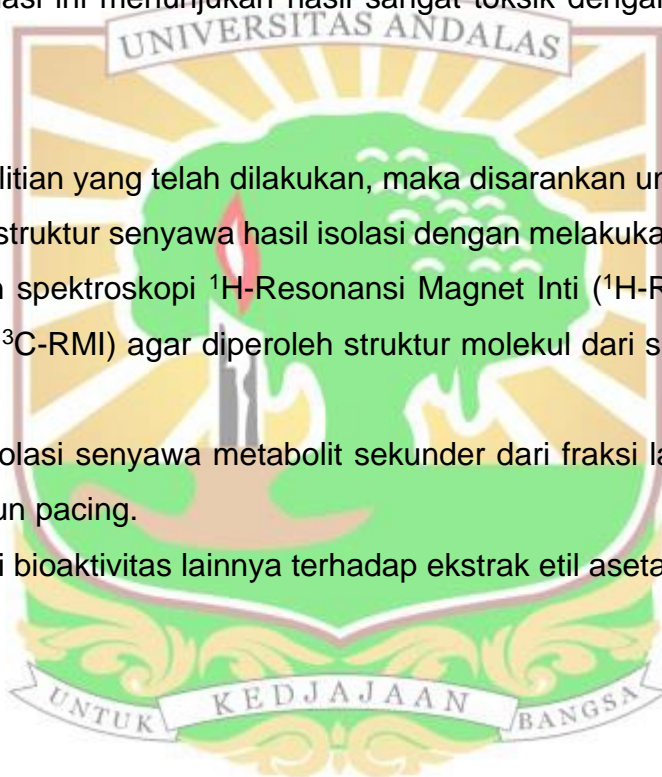 asi ini menunjukan hasil sangat toksik dengan
UNIVERSITAS ANDALAS
litian yang telah dilakukan, maka disarankan un
struktur senyawa hasil isolasi dengan melakuka
spektroskopi ¹H-Resonansi Magnet Inti (¹H-R
³C-RMI) agar diperoleh struktur molekul dari s
olasi senyawa metabolit sekunder dari fraksi la
un pacing.
i bioaktivitas lainnya terhadap ekstrak etil aseta
UNTUK KEDJAJAAN BANGSA